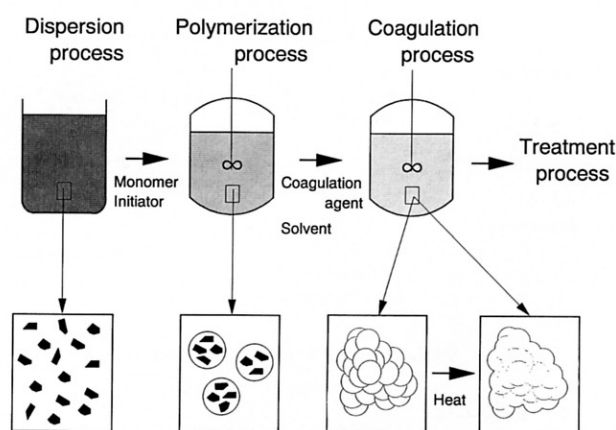 Dispersion
process
Polymerization
process
Coagulation
process
Monomer
Initiator
Coagulation
agent
Solvent
Treatment
process
Heat